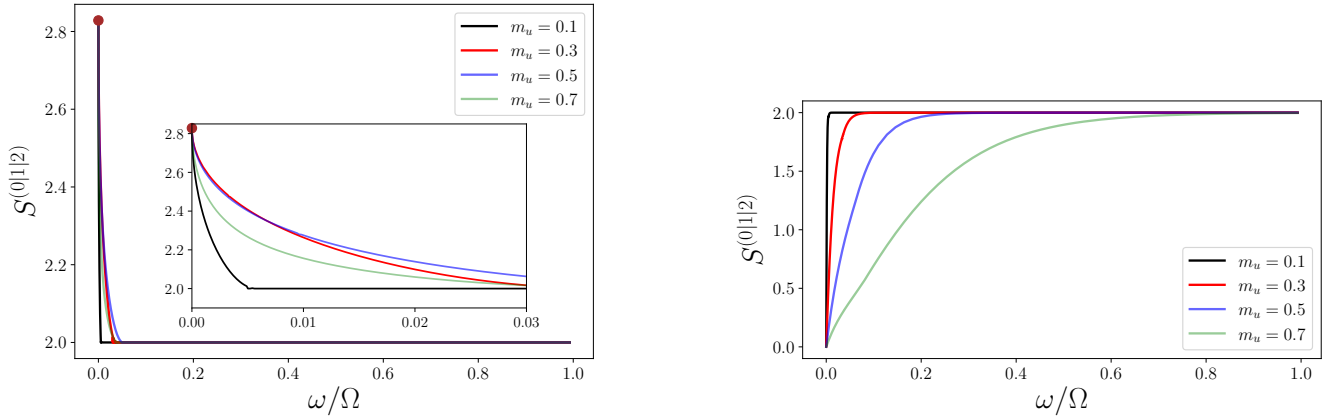 S^{(0|1|2)}
2.8
2.6
2.4
2.2
2.0
m_u = 0.1
m_u = 0.3
m_u = 0.5
m_u = 0.7
2.8
2.6
2.4
2.2
2.0
0.00 0.01 0.02 0.03
0.0 0.2 0.4 0.6 0.8 1.0
ω/Ω
S^{(0|1|2)}
2.0
1.5
1.0
0.5
0.0
m_u = 0.1
m_u = 0.3
m_u = 0.5
m_u = 0.7
0.0 0.2 0.4 0.6 0.8 1.0
ω/Ω